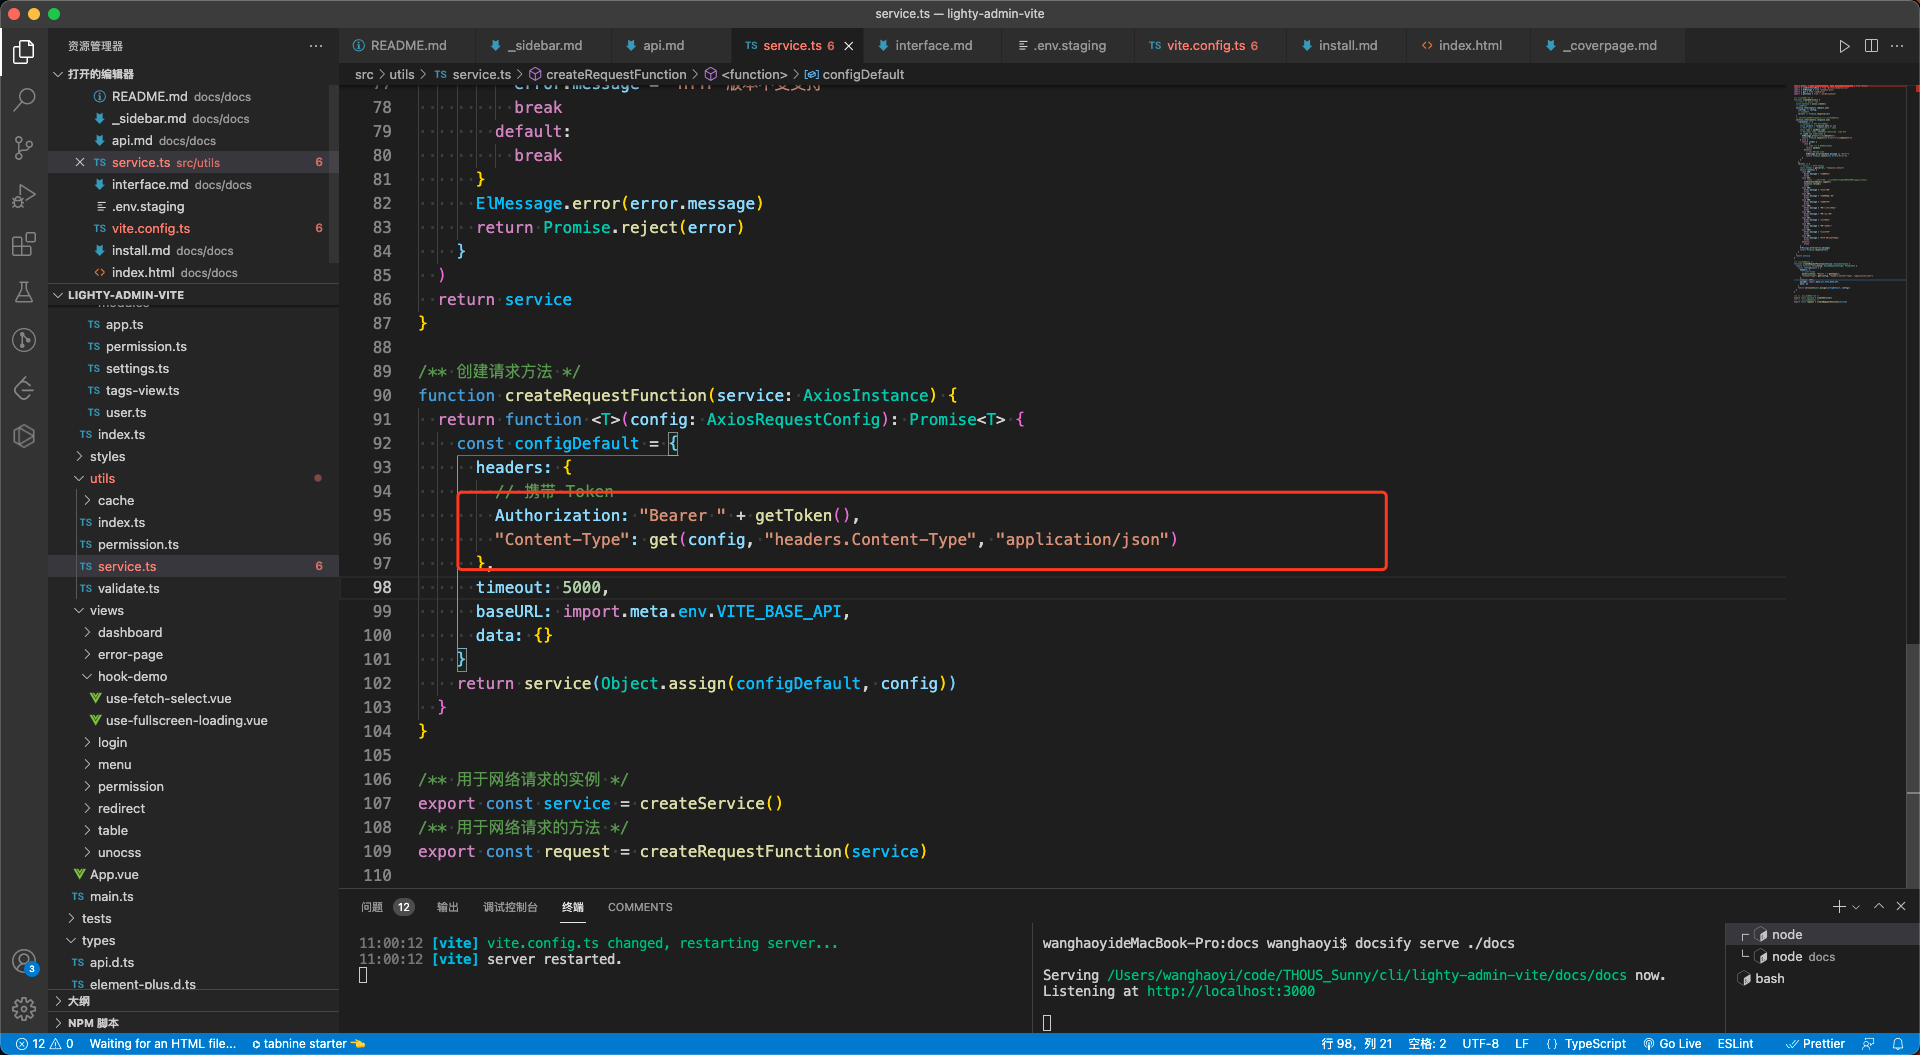 service.ts — lighty-admin-vite
资源管理器
打开的编辑器
README.md docs/docs
_sidebar.md docs/docs
api.md docs/docs
TS service.ts src/utils 6
interface.md docs/docs
.env.staging
TS vite.config.ts 6
install.md docs/docs
<> index.html docs/docs
LIGHTY-ADMIN-VITE
TS app.ts
TS permission.ts
TS settings.ts
TS tags-view.ts
TS user.ts
TS index.ts
styles
utils
cache
TS index.ts
TS permission.ts
TS service.ts 6
TS validate.ts
views
dashboard
error-page
hook-demo
use-fetch-select.vue
use-fullscreen-loading.vue
login
menu
permission
redirect
table
unocss
App.vue
TS main.ts
tests
types
TS api.d.ts
TS element-plus.d.ts
大纲
NPM 脚本
3
README.md
_sidebar.md
api.md
TS service.ts 6
interface.md
.env.staging
TS vite.config.ts 6
install.md
<> index.html
_coverpage.md
src > utils > TS service.ts > createRequestFunction > <function> > configDefault
78 break
79 default:
80 break
81 }
82 ElMessage.error(error.message)
83 return Promise.reject(error)
84 }
85 )
86 return service
87 }
88
89 /** 创建请求方法 */
90 function createRequestFunction(service: AxiosInstance) {
91 return function <T>(config: AxiosRequestConfig): Promise<T> {
92 const configDefault = {
93 headers: {
94 // 携带 Token
95 Authorization: "Bearer " + getToken(),
96 "Content-Type": get(config, "headers.Content-Type", "application/json")
97 },
98 timeout: 5000,
99 baseURL: import.meta.env.VITE_BASE_API,
100 data: {}
101 }
102 return service(Object.assign(configDefault, config))
103 }
104 }
105
106 /** 用于网络请求的实例 */
107 export const service = createService()
108 /** 用于网络请求的方法 */
109 export const request = createRequestFunction(service)
110
问题 12 输出 调试控制台 终端 COMMENTS
11:00:12 [vite] vite.config.ts changed, restarting server...
11:00:12 [vite] server restarted.
wanghaoyideMacBook-Pro:docs wanghaoyi$ docsify serve ./docs
Serving /Users/wanghaoyi/code/THOUS_Sunny/cli/lighty-admin-vite/docs/docs now.
Listening at http://localhost:3000
node
node docs
bash
12 0 Waiting for an HTML file... tabnine starter 行 98，列 21 空格: 2 UTF-8 LF {} TypeScript Go Live ESLint Prettier